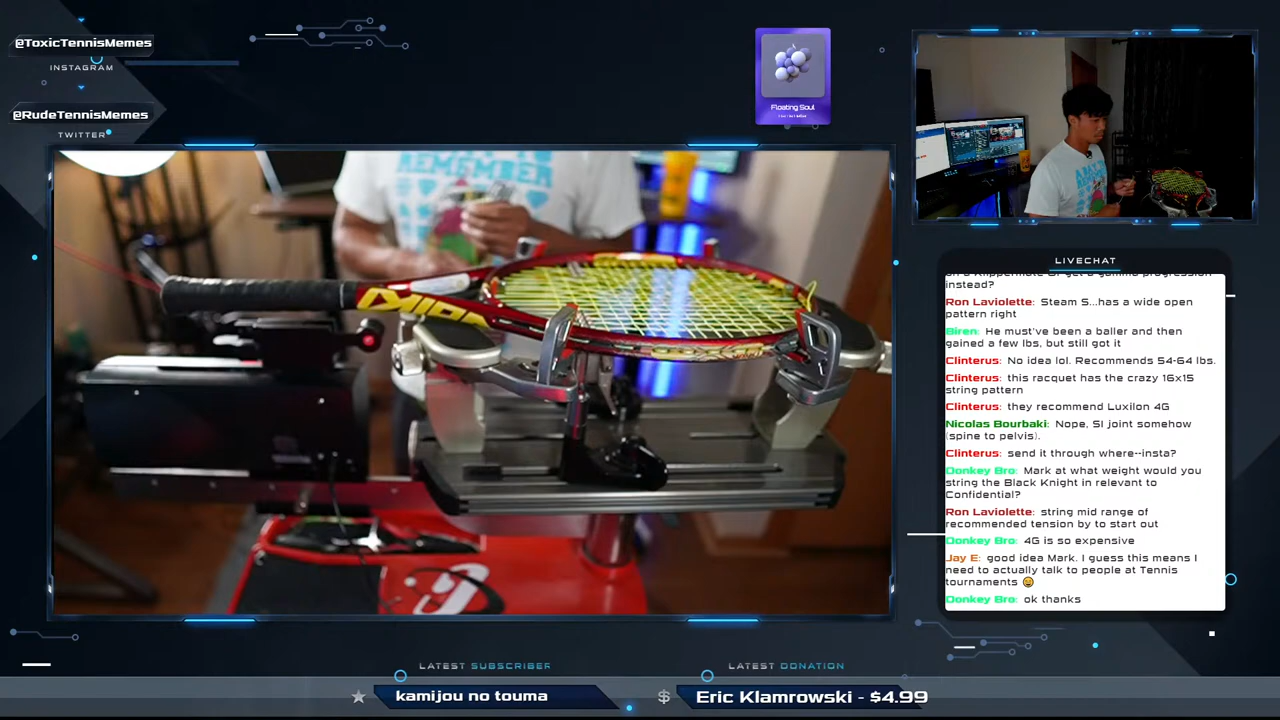 @ToxicTennisMemes
INSTAGRAM
@RudeTennisMemes
TWITTER
Floating Soul
LIVECHAT
instead?
Ron Laviolette: Steam S...has a wide open
pattern right
Biren: He must've been a baller and then
gained a few lbs, but still got it
Clinterus: No idea lol. Recommends 54-64 lbs.
Clinterus: this racquet has the crazy 16x15
string pattern
Clinterus: they recommend Luxilon 4G
Nicolas Bourbaki: Nope, SI joint somehow
(spine to pelvis).
Clinterus: send it through where--insta?
Donkey Bro: Mark at what weight would you
string the Black Knight in relevant to
Confidential?
Ron Laviolette: string mid range of
recommended tension by to start out
Donkey Bro: 4G is so expensive
Jay E: good idea Mark. I guess this means I
need to actually talk to people at Tennis
tournaments 😀
Donkey Bro: ok thanks
LATEST SUBSCRIBER
kamijou no touma
LATEST DONATION
$ Eric Klamrowski - $4.99